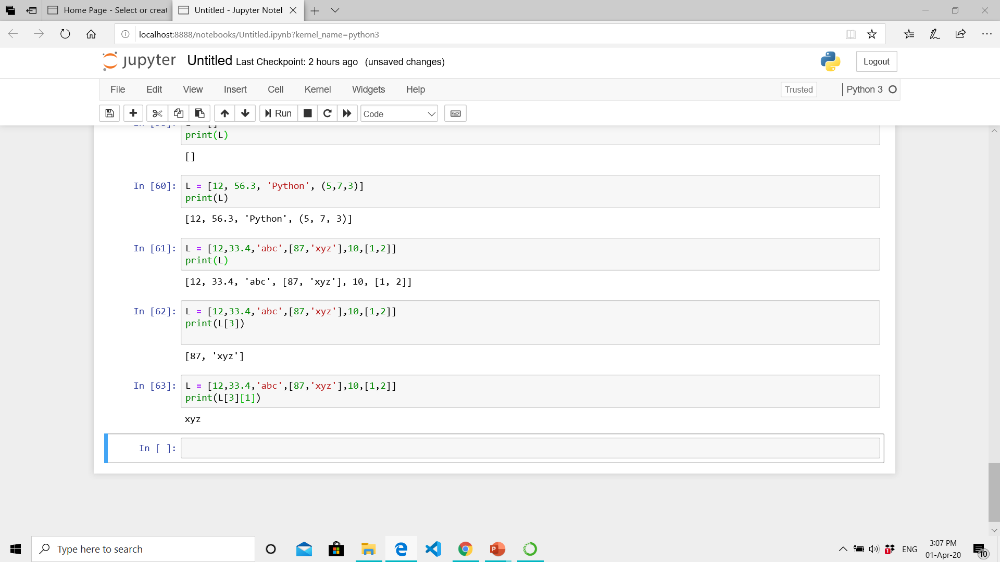 Home Page - Select or creat
Untitled - Jupyter Noteb
localhost:8888/notebooks/Untitled.ipynb?kernel_name=python3
jupyter Untitled Last Checkpoint: 2 hours ago (unsaved changes)
Logout
File Edit View Insert Cell Kernel Widgets Help
Trusted
Python 3
Run
Code
print(L)
[]
In [60]: L = [12, 56.3, 'Python', (5,7,3)]
print(L)
[12, 56.3, 'Python', (5, 7, 3)]
In [61]: L = [12,33.4,'abc',[87,'xyz'],10,[1,2]]
print(L)
[12, 33.4, 'abc', [87, 'xyz'], 10, [1, 2]]
In [62]: L = [12,33.4,'abc',[87,'xyz'],10,[1,2]]
print(L[3])
[87, 'xyz']
In [63]: L = [12,33.4,'abc',[87,'xyz'],10,[1,2]]
print(L[3][1])
xyz
In [ ]:
Type here to search
1
ENG
3:07 PM
01-Apr-20
10